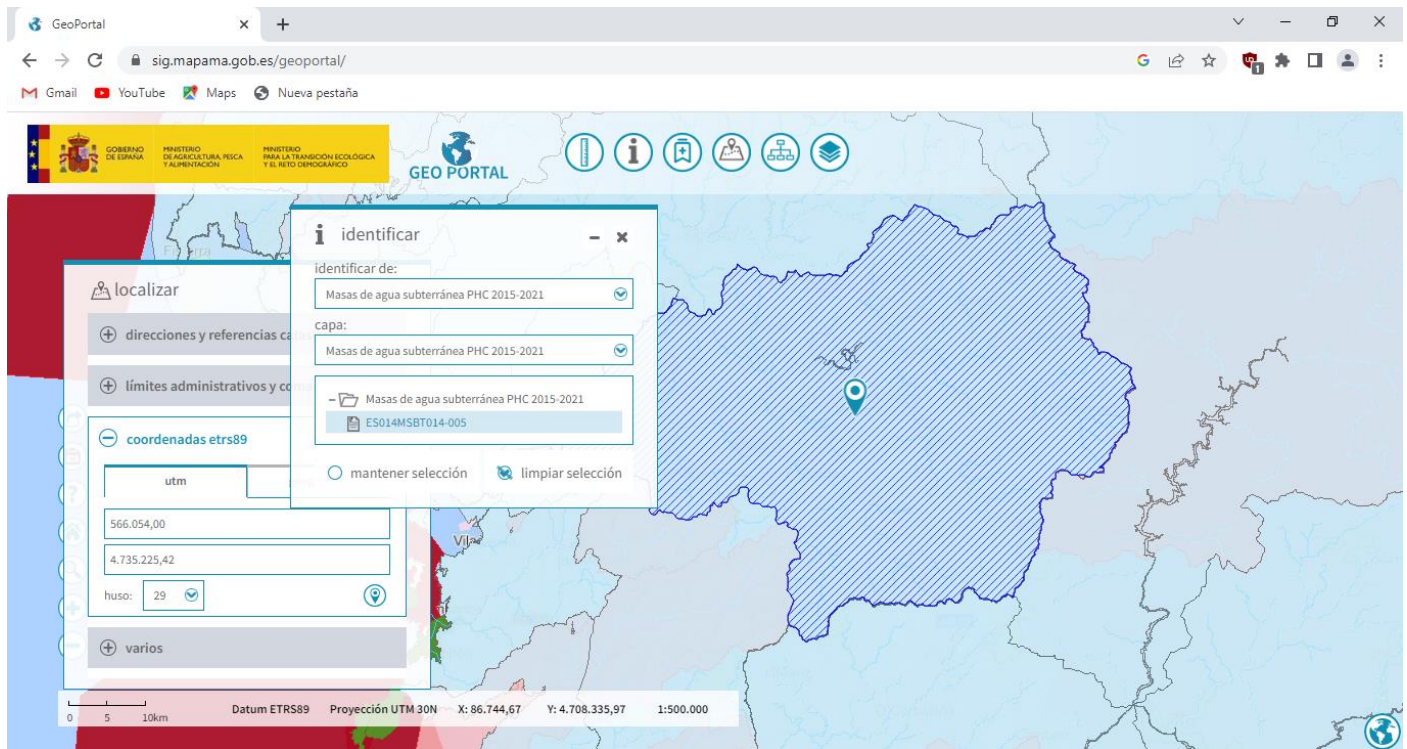 GeoPortal
sig.mapama.gob.es/geoportal/
Gmail YouTube Maps Nueva pestaña
GOBIERNO DE ESPAÑA
MINISTERIO DE AGRICULTURA, PESCA Y ALIMENTACIÓN
MINISTERIO PARA LA TRANSICIÓN ECOLÓGICA Y EL RETO DEMOGRÁFICO
GEO PORTAL
identificar
identificar de:
Masas de agua subterránea PHC 2015-2021
capa:
Masas de agua subterránea PHC 2015-2021
Masas de agua subterránea PHC 2015-2021
ES014MSBT014-005
mantener selección
limpiar selección
localizar
direcciones y referencias
límites administrativos y
coordenadas etrs89
utm
566.054,00
4.735.225,42
huso: 29
varios
0 5 10km
Datum ETRS89 Proyección UTM 30N X: 86.744,67 Y: 4.708.335,97 1:500.000